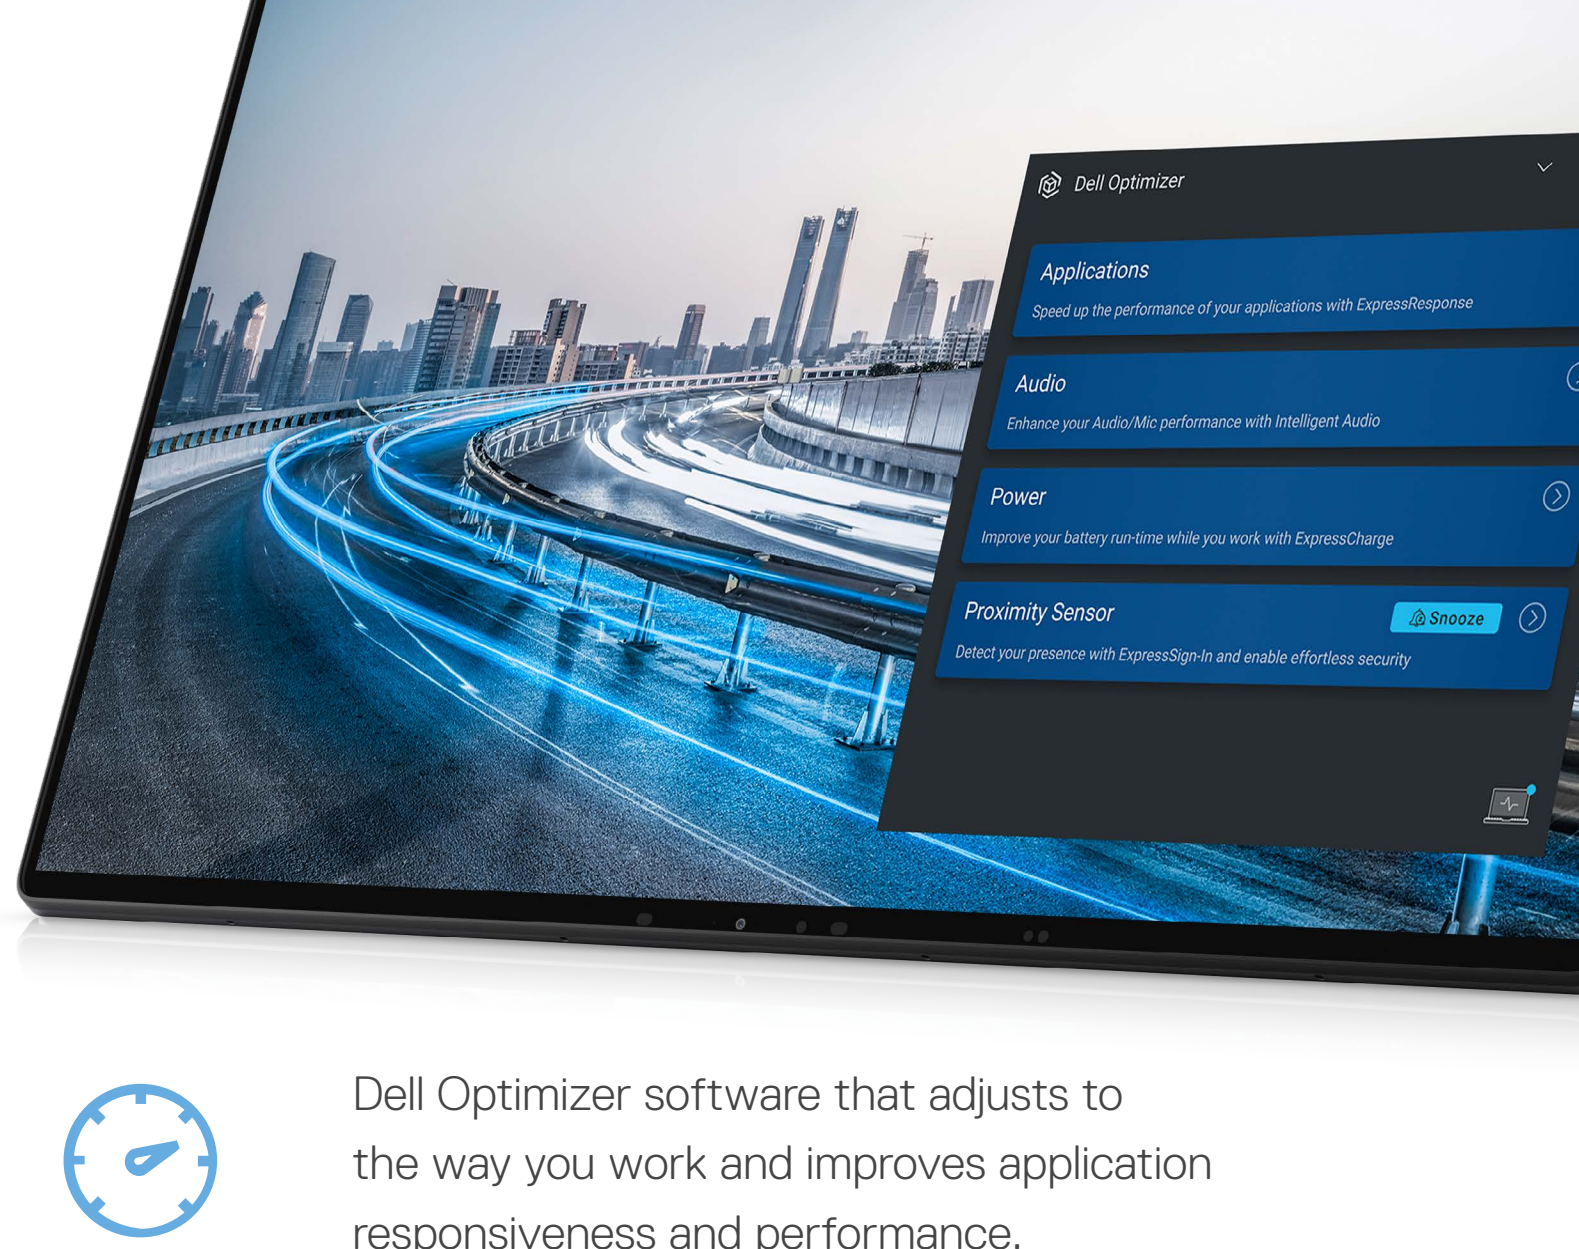 Dell Optimizer
Applications
Speed up the performance of your applications with ExpressResponse
Audio
Enhance your Audio/Mic performance with Intelligent Audio
Power
Improve your battery run-time while you work with ExpressCharge
Proximity Sensor
Snooze
Detect your presence with ExpressSign-In and enable effortless security
Dell Optimizer software that adjusts to
the way you work and improves application
responsiveness and performance.